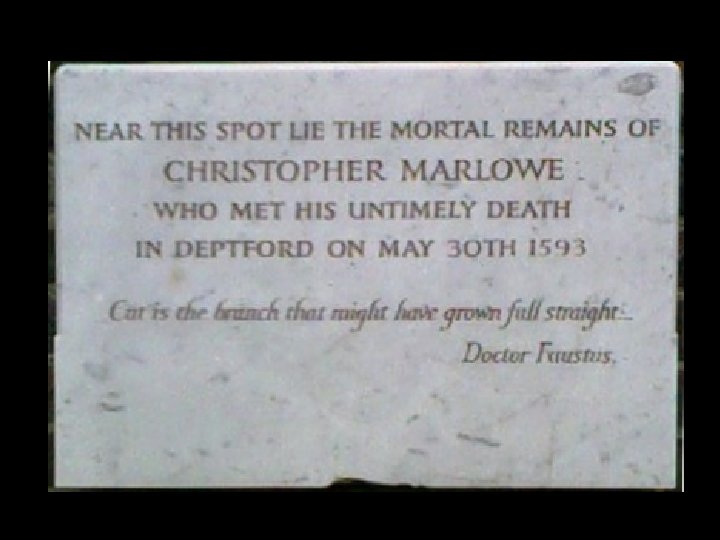 NEAR THIS SPOT LIE THE MORTAL REMAINS OF
CHRISTOPHER MARLOWE
WHO MET HIS UNTIMELY DEATH
IN DEPTFORD ON MAY 30TH 1593
Cut is the branch that might have grown full straight...
Doctor Faustus.